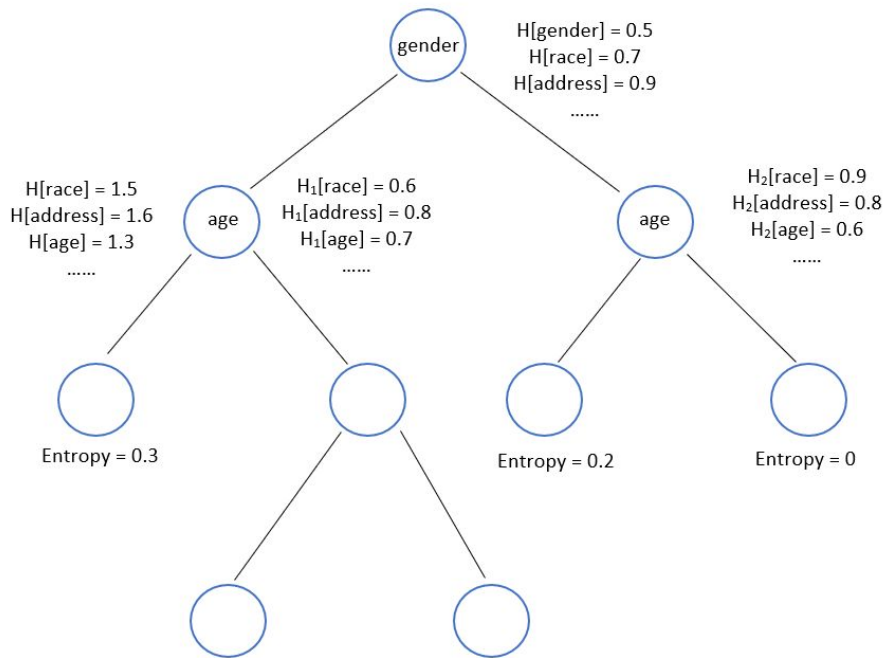 gender
H[gender] = 0.5
H[race] = 0.7
H[address] = 0.9
......
H[race] = 1.5
H[address] = 1.6
H[age] = 1.3
......
age
H₁[race] = 0.6
H₁[address] = 0.8
H₁[age] = 0.7
......
age
H₂[race] = 0.9
H₂[address] = 0.8
H₂[age] = 0.6
......
Entropy = 0.3
Entropy = 0.2
Entropy = 0